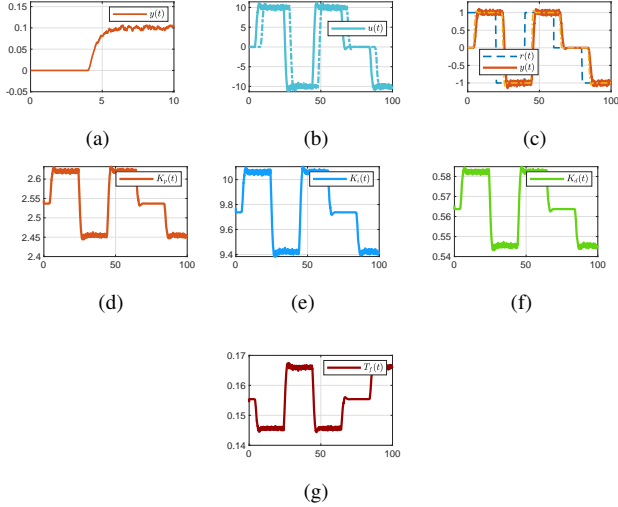 0.15
0.1
0.05
0
-0.05
0 5 10
y(t)
(a)
10
5
0
-5
-10
0 50 100
u(t)
(b)
1
0.5
0
-0.5
-1
0 50 100
r(t)
y(t)
(c)
2.6
2.55
2.5
2.45
2.4
0 50 100
K_p(t)
(d)
10
9.8
9.6
9.4
0 50 100
K_i(t)
(e)
0.58
0.56
0.55
0.54
0 50 100
K_d(t)
(f)
0.17
0.16
0.15
0.14
0 50 100
T_f(t)
(g)